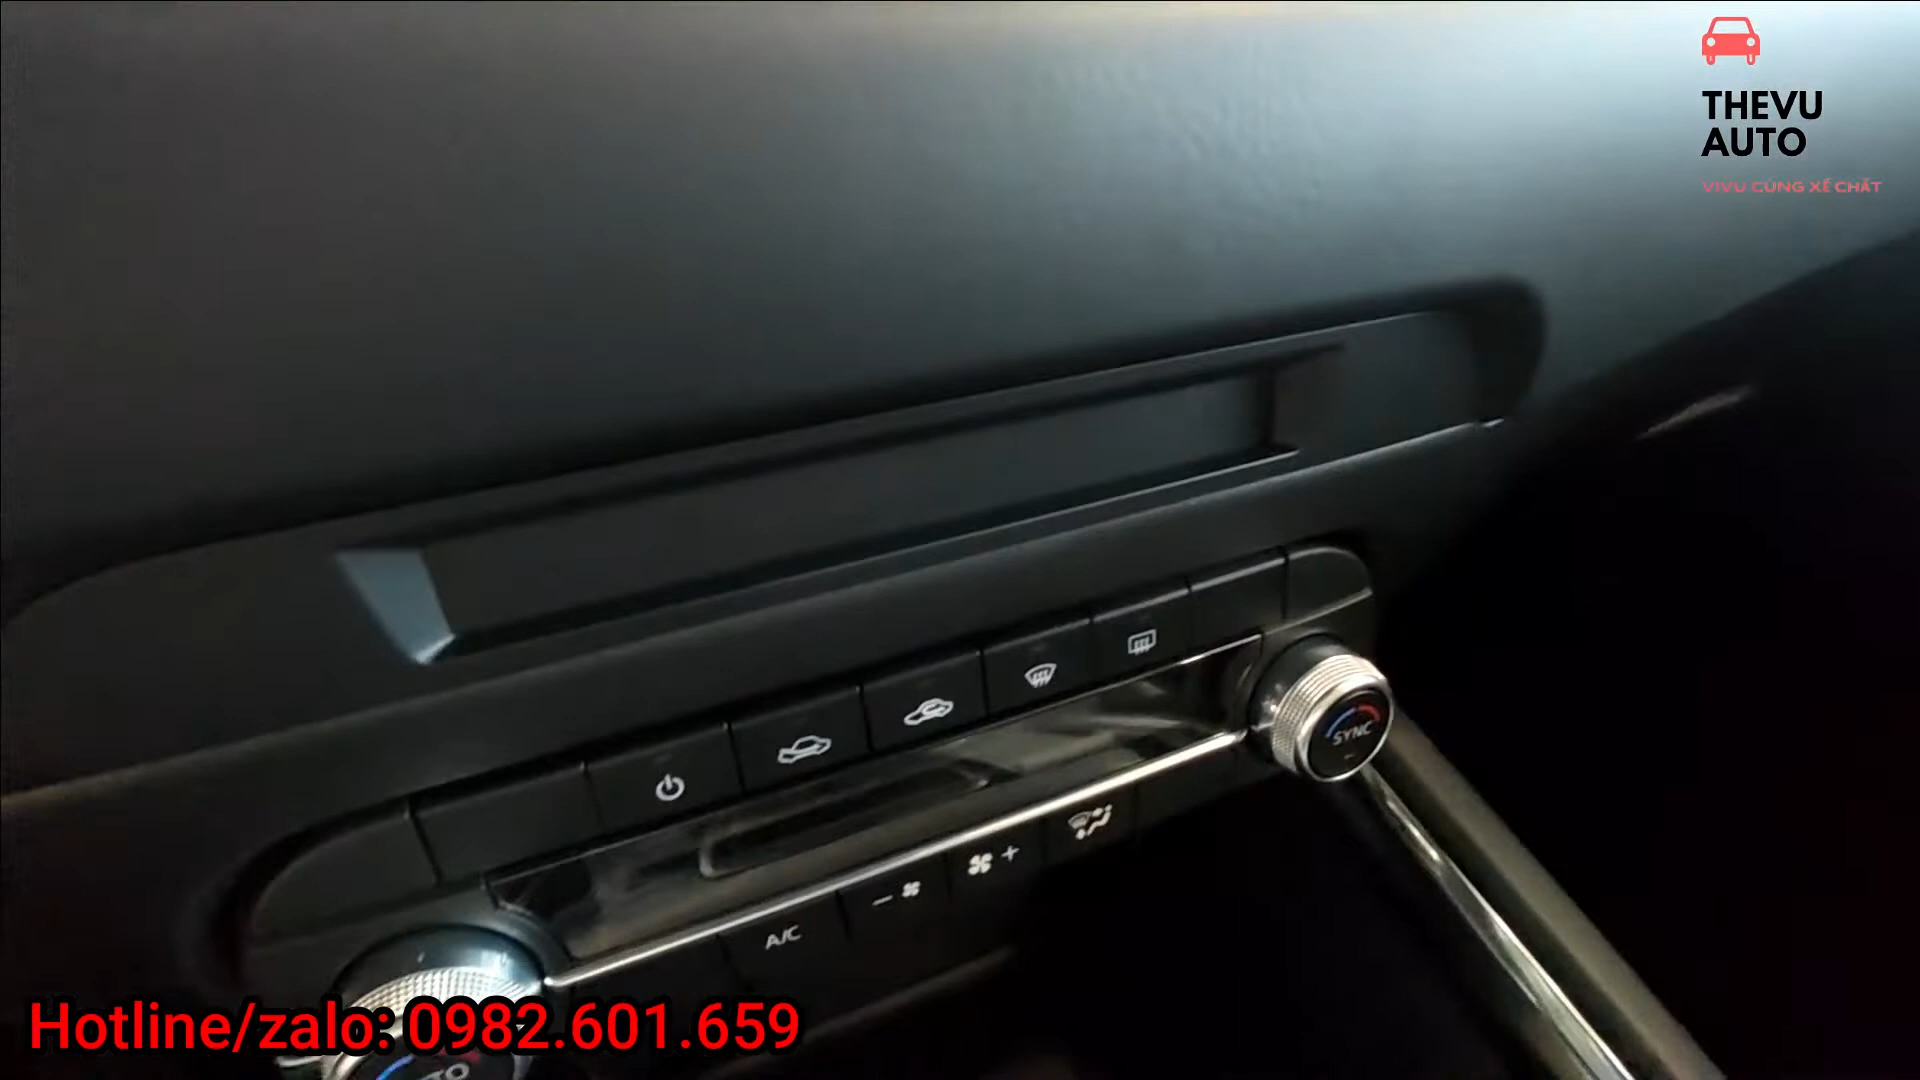 THEVU
AUTO
VIVU CÙNG XẾ CHẤT
SYNC
A/C
Hotline/zalo: 0982.601.659